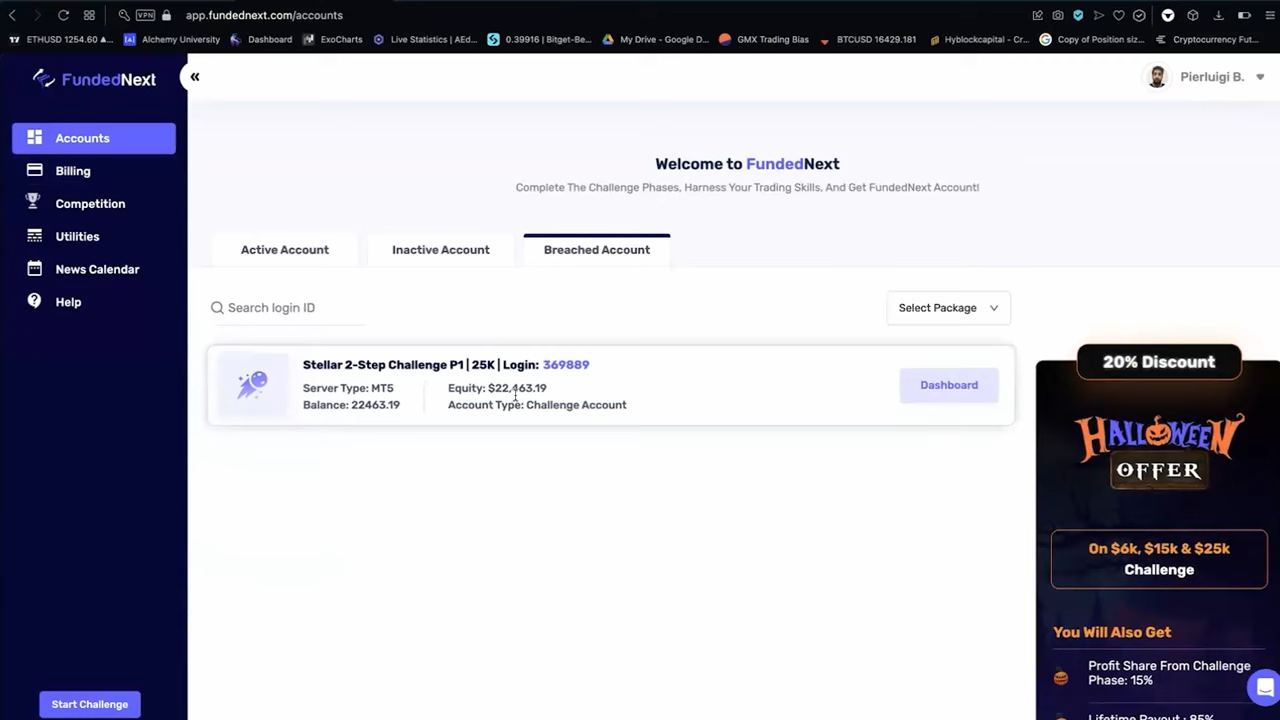 VPN
app.fundednext.com/accounts
ETHUSD 1254.60 ▲...
Alchemy University
Dashboard
ExoCharts
Live Statistics | AEd...
0.39916 | Bitget-Be...
My Drive - Google D...
GMX Trading Bias
BTCUSD 16429.181
Hyblockcapital - Cr...
Copy of Position siz...
Cryptocurrency Fut...
FundedNext
«
Pierluigi B.
Accounts
Billing
Competition
Utilities
News Calendar
Help
Start Challenge
Welcome to FundedNext
Complete The Challenge Phases, Harness Your Trading Skills, And Get FundedNext Account!
Active Account
Inactive Account
Breached Account
Search login ID
Select Package
Stellar 2-Step Challenge P1 | 25K | Login: 369889
Server Type: MT5
Equity: $22,463.19
Balance: 22463.19
Account Type: Challenge Account
Dashboard
20% Discount
HALLOWEEN
OFFER
On $6k, $15k & $25k
Challenge
You Will Also Get
Profit Share From Challenge
Phase: 15%
Lifetime Payout : 85%